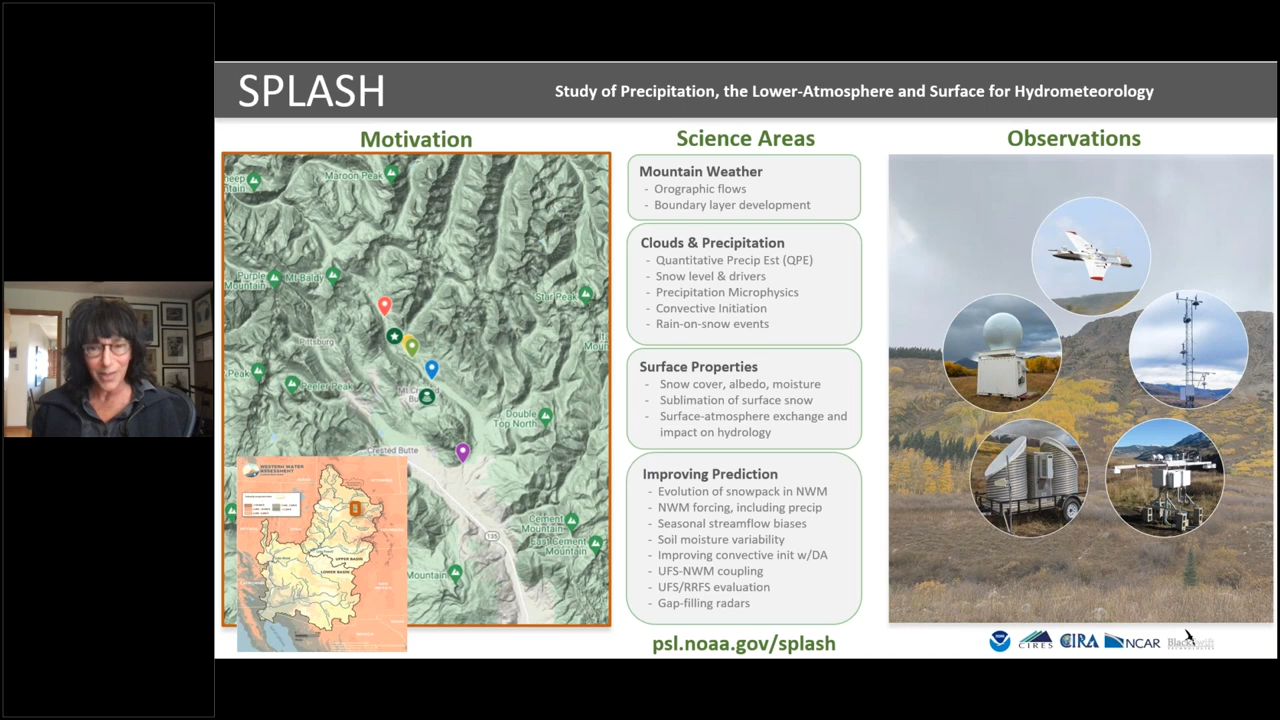 SPLASH
Study of Precipitation, the Lower-Atmosphere and Surface for Hydrometeorology
Motivation
Maroon Peak
Purple
Mountain
Mt Baldy
Star Peak
Pittsburg
Peak
Peeler Peak
Mt Crested
Double
Top North
Crested Butte
Cement
Mountain
East Cement
Mountain
135
Mountain
WESTERN WATER
ASSESSMENT
UPPER BASIN
LOWER BASIN
Science Areas
Mountain Weather
- Orographic flows
- Boundary layer development
Clouds & Precipitation
- Quantitative Precip Est (QPE)
- Snow level & drivers
- Precipitation Microphysics
- Convective Initiation
- Rain-on-snow events
Surface Properties
- Snow cover, albedo, moisture
- Sublimation of surface snow
- Surface-atmosphere exchange and
impact on hydrology
Improving Prediction
- Evolution of snowpack in NWM
- NWM forcing, including precip
- Seasonal streamflow biases
- Soil moisture variability
- Improving convective init w/DA
- UFS-NWM coupling
- UFS/RRFS evaluation
- Gap-filling radars
psl.noaa.gov/splash
Observations
CIRES
CIRA
NCAR
BlackSwift